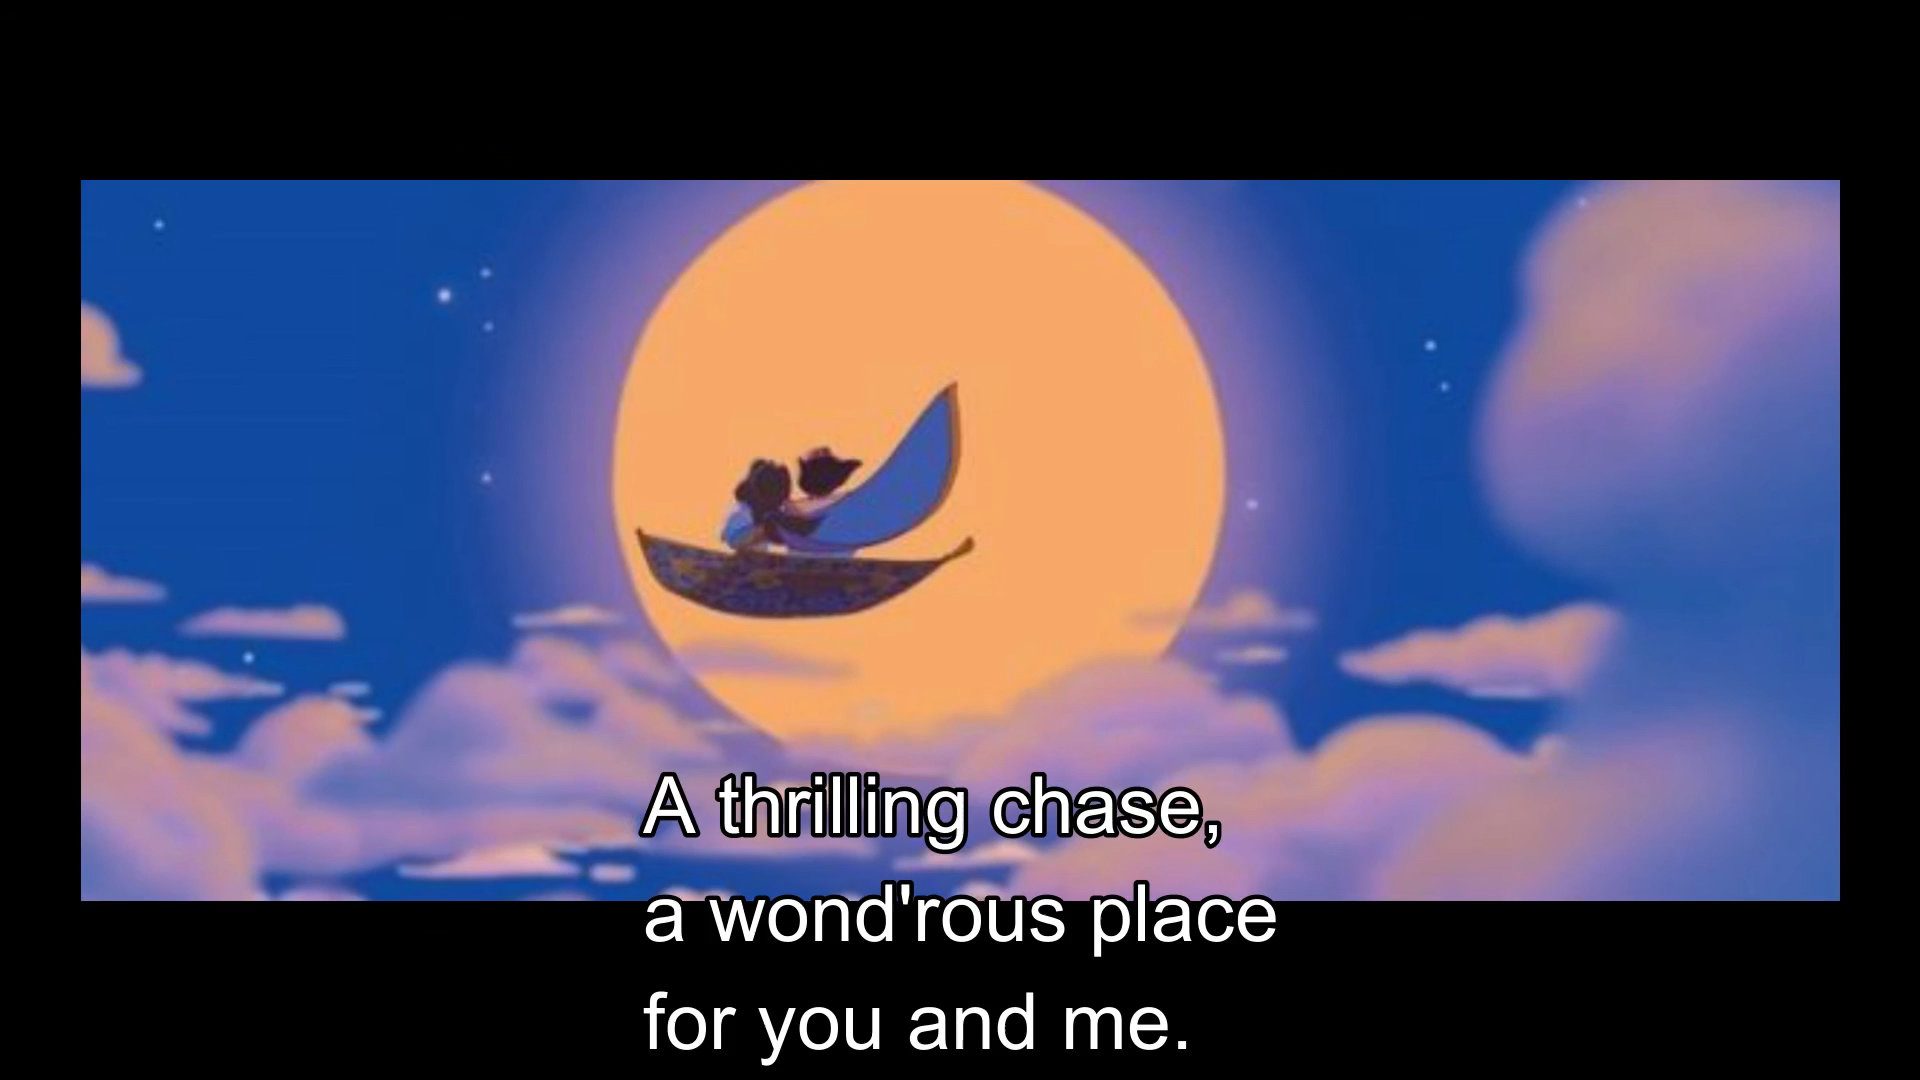 A thrilling chase,
a wond'rous place
for you and me.